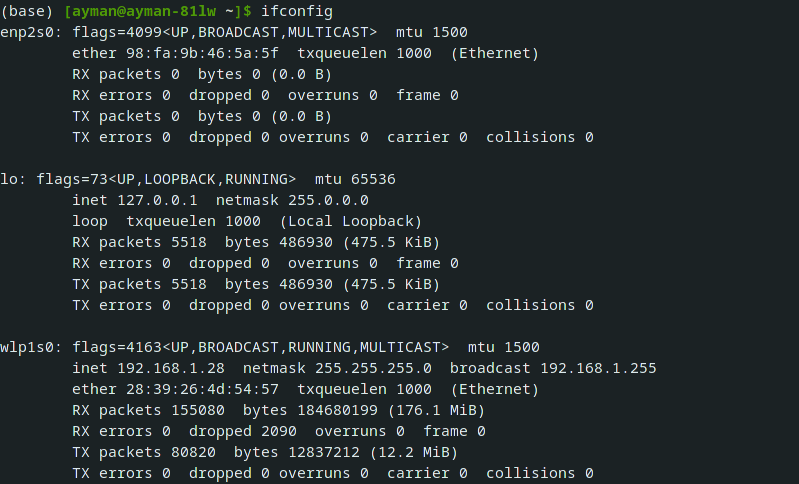 (base) [ayman@ayman-81lw ~]$ ifconfig
enp2s0: flags=4099<UP,BROADCAST,MULTICAST>  mtu 1500
        ether 98:fa:9b:46:5a:5f  txqueuelen 1000  (Ethernet)
        RX packets 0  bytes 0 (0.0 B)
        RX errors 0  dropped 0  overruns 0  frame 0
        TX packets 0  bytes 0 (0.0 B)
        TX errors 0  dropped 0 overruns 0  carrier 0  collisions 0

lo: flags=73<UP,LOOPBACK,RUNNING>  mtu 65536
        inet 127.0.0.1  netmask 255.0.0.0
        loop  txqueuelen 1000  (Local Loopback)
        RX packets 5518  bytes 486930 (475.5 KiB)
        RX errors 0  dropped 0  overruns 0  frame 0
        TX packets 5518  bytes 486930 (475.5 KiB)
        TX errors 0  dropped 0 overruns 0  carrier 0  collisions 0

wlp1s0: flags=4163<UP,BROADCAST,RUNNING,MULTICAST>  mtu 1500
        inet 192.168.1.28  netmask 255.255.255.0  broadcast 192.168.1.255
        ether 28:39:26:4d:54:57  txqueuelen 1000  (Ethernet)
        RX packets 155080  bytes 184680199 (176.1 MiB)
        RX errors 0  dropped 2090  overruns 0  frame 0
        TX packets 80820  bytes 12837212 (12.2 MiB)
        TX errors 0  dropped 0 overruns 0  carrier 0  collisions 0